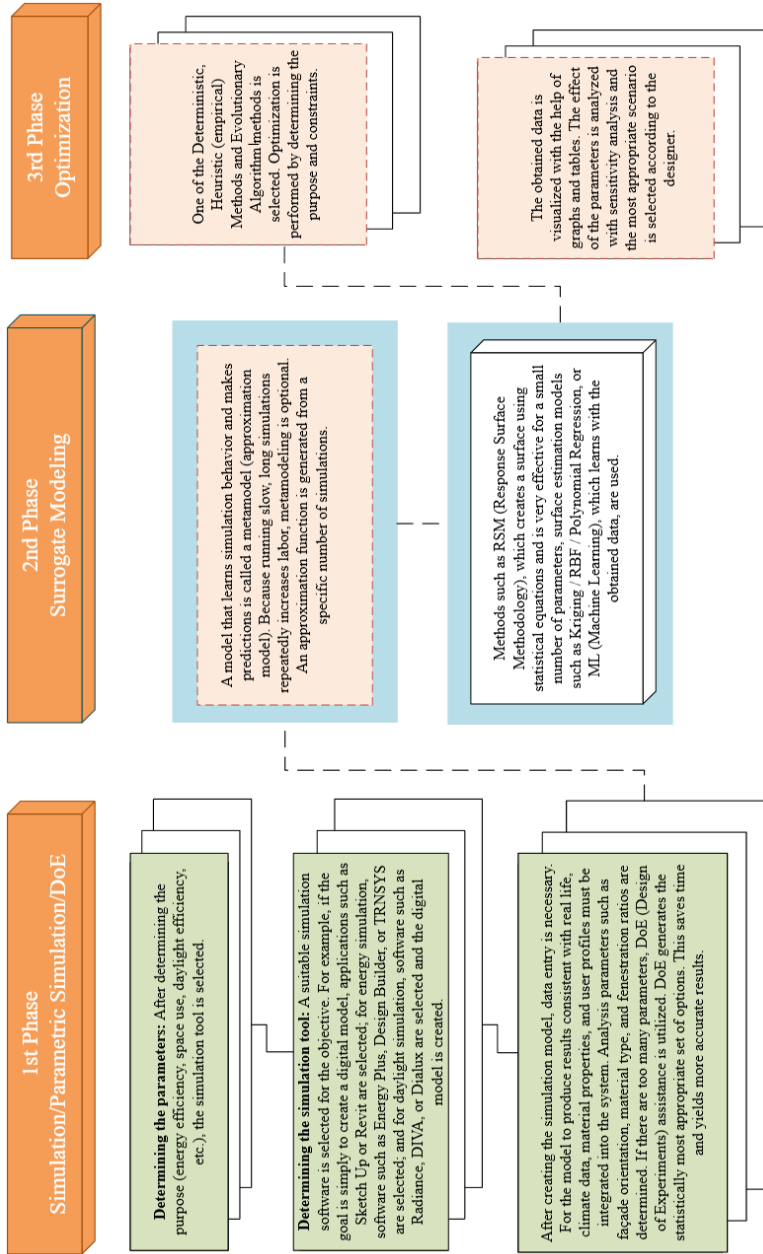 1st Phase
Simulation/Parametric Simulation/DoE
Determining the parameters: After determining the
purpose (energy efficiency, space use, daylight efficiency,
etc.), the simulation tool is selected.
Determining the simulation tool: A suitable simulation
software is selected for the objective. For example, if the
goal is simply to create a digital model, applications such as
Sketch Up or Revit are selected; for energy simulation,
software such as Energy Plus, Design Builder, or TRNSYS
are selected; and for daylight simulation, software such as
Radiance, DIVA, or Dialux are selected and the digital
model is created.
After creating the simulation model, data entry is necessary.
For the model to produce results consistent with real life,
climate data, material properties, and user profiles must be
integrated into the system. Analysis parameters such as
façade orientation, material type, and fenestration ratios are
determined. If there are too many parameters, DoE (Design
of Experiments) assistance is utilized. DoE generates the
statistically most appropriate set of options. This saves time
and yields more accurate results.
2nd Phase
Surrogate Modeling
A model that learns simulation behavior and makes
predictions is called a metamodel (approximation
model). Because running slow, long simulations
repeatedly increases labor, metamodeling is optional.
An approximation function is generated from a
specific number of simulations.
Methods such as RSM (Response Surface
Methodology), which creates a surface using
statistical equations and is very effective for a small
number of parameters, surface estimation models
such as Kriging / RBF / Polynomial Regression, or
ML (Machine Learning), which learns with the
obtained data, are used.
3rd Phase
Optimization
One of the Deterministic,
Heuristic (empirical)
Methods and Evolutionary
Algorithm methods is
selected. Optimization is
performed by determining the
purpose and constraints.
The obtained data is
visualized with the help of
graphs and tables. The effect
of the parameters is analyzed
with sensitivity analysis and
the most appropriate scenario
is selected according to the
designer.